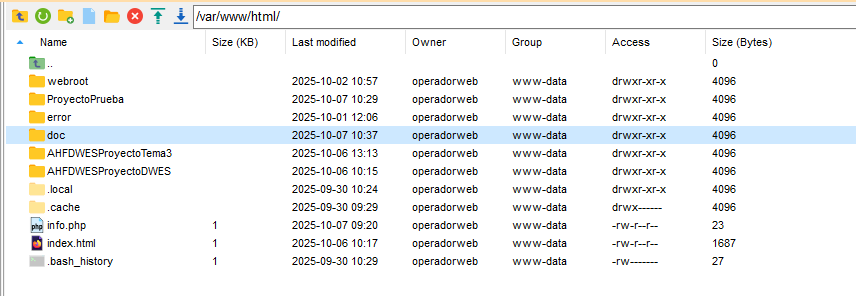 /var/www/html/
Name Size (KB) Last modified Owner Group Access Size (Bytes)
.. 0
webroot 2025-10-02 10:57 operadorweb www-data drwxr-xr-x 4096
ProyectoPrueba 2025-10-07 10:29 operadorweb www-data drwxr-xr-x 4096
error 2025-10-01 12:06 operadorweb www-data drwxr-xr-x 4096
doc 2025-10-07 10:37 operadorweb www-data drwxr-xr-x 4096
AHFDWESProyectoTema3 2025-10-06 13:13 operadorweb www-data drwxr-xr-x 4096
AHFDWESProyectoDWES 2025-10-06 10:15 operadorweb www-data drwxr-xr-x 4096
.local 2025-09-30 10:24 operadorweb www-data drwxr-xr-x 4096
.cache 2025-09-30 09:29 operadorweb www-data drwx------ 4096
php info.php 1 2025-10-07 09:20 operadorweb www-data -rw-r--r-- 23
index.html 1 2025-10-06 10:17 operadorweb www-data -rw-r--r-- 1687
.bash_history 1 2025-09-30 10:29 operadorweb www-data -rw------- 27